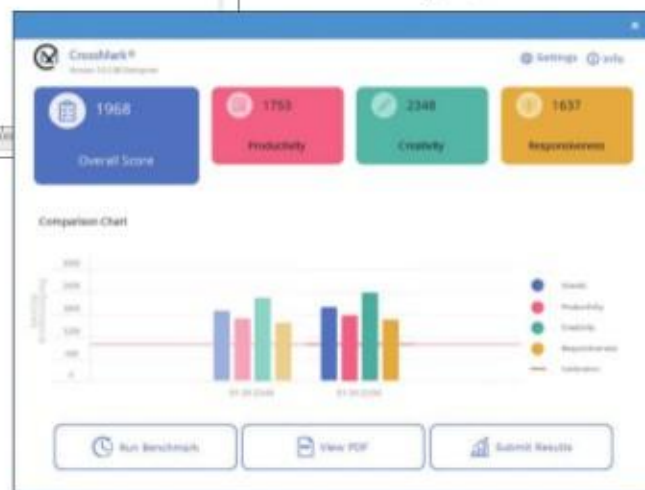 CrossMark®
Settings Info
1968
Overall Score
1753
Productivity
2348
Creativity
1637
Responsiveness
Comparison Chart
Overall
Productivity
Creativity
Responsiveness
Calibration
Run Benchmark
View PDF
Submit Results